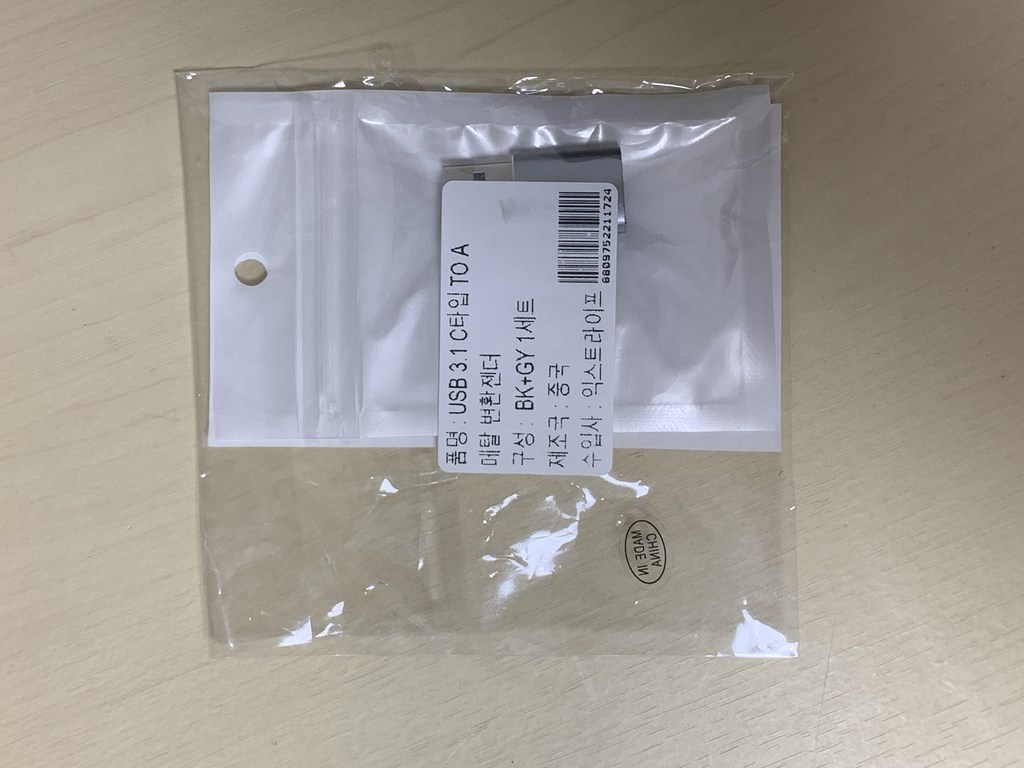 품명 : USB 3.1 C타입 TO A
메탈 변환젠더
구성 : BK+GY 1세트
제조국 : 중국
수입사 : 익스트라이프
8809752211724
MADE IN
CHINA